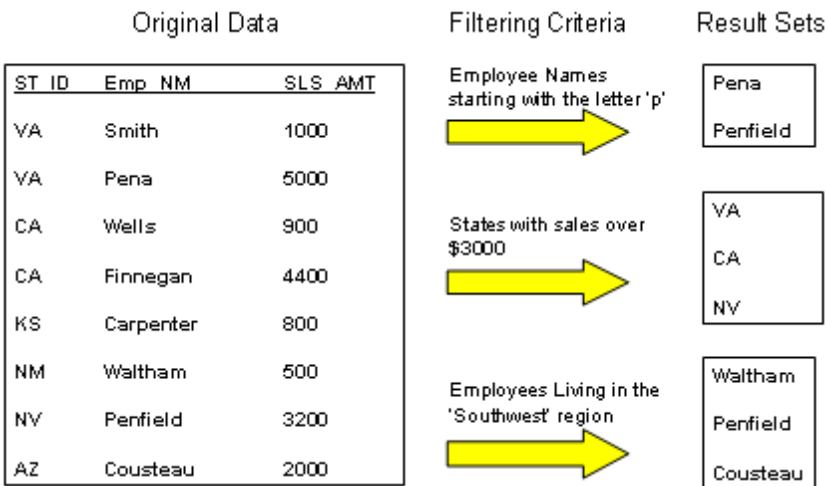 Original Data
Filtering Criteria
Result Sets
ST_ID Emp_NM SLS_AMT
VA Smith 1000
VA Pena 5000
CA Wells 900
CA Finnegan 4400
KS Carpenter 800
NM Waltham 500
NV Penfield 3200
AZ Cousteau 2000
Employee Names
starting with the letter 'p'
Pena
Penfield
States with sales over
$3000
VA
CA
NV
Employees Living in the
'Southwest' region
Waltham
Penfield
Cousteau